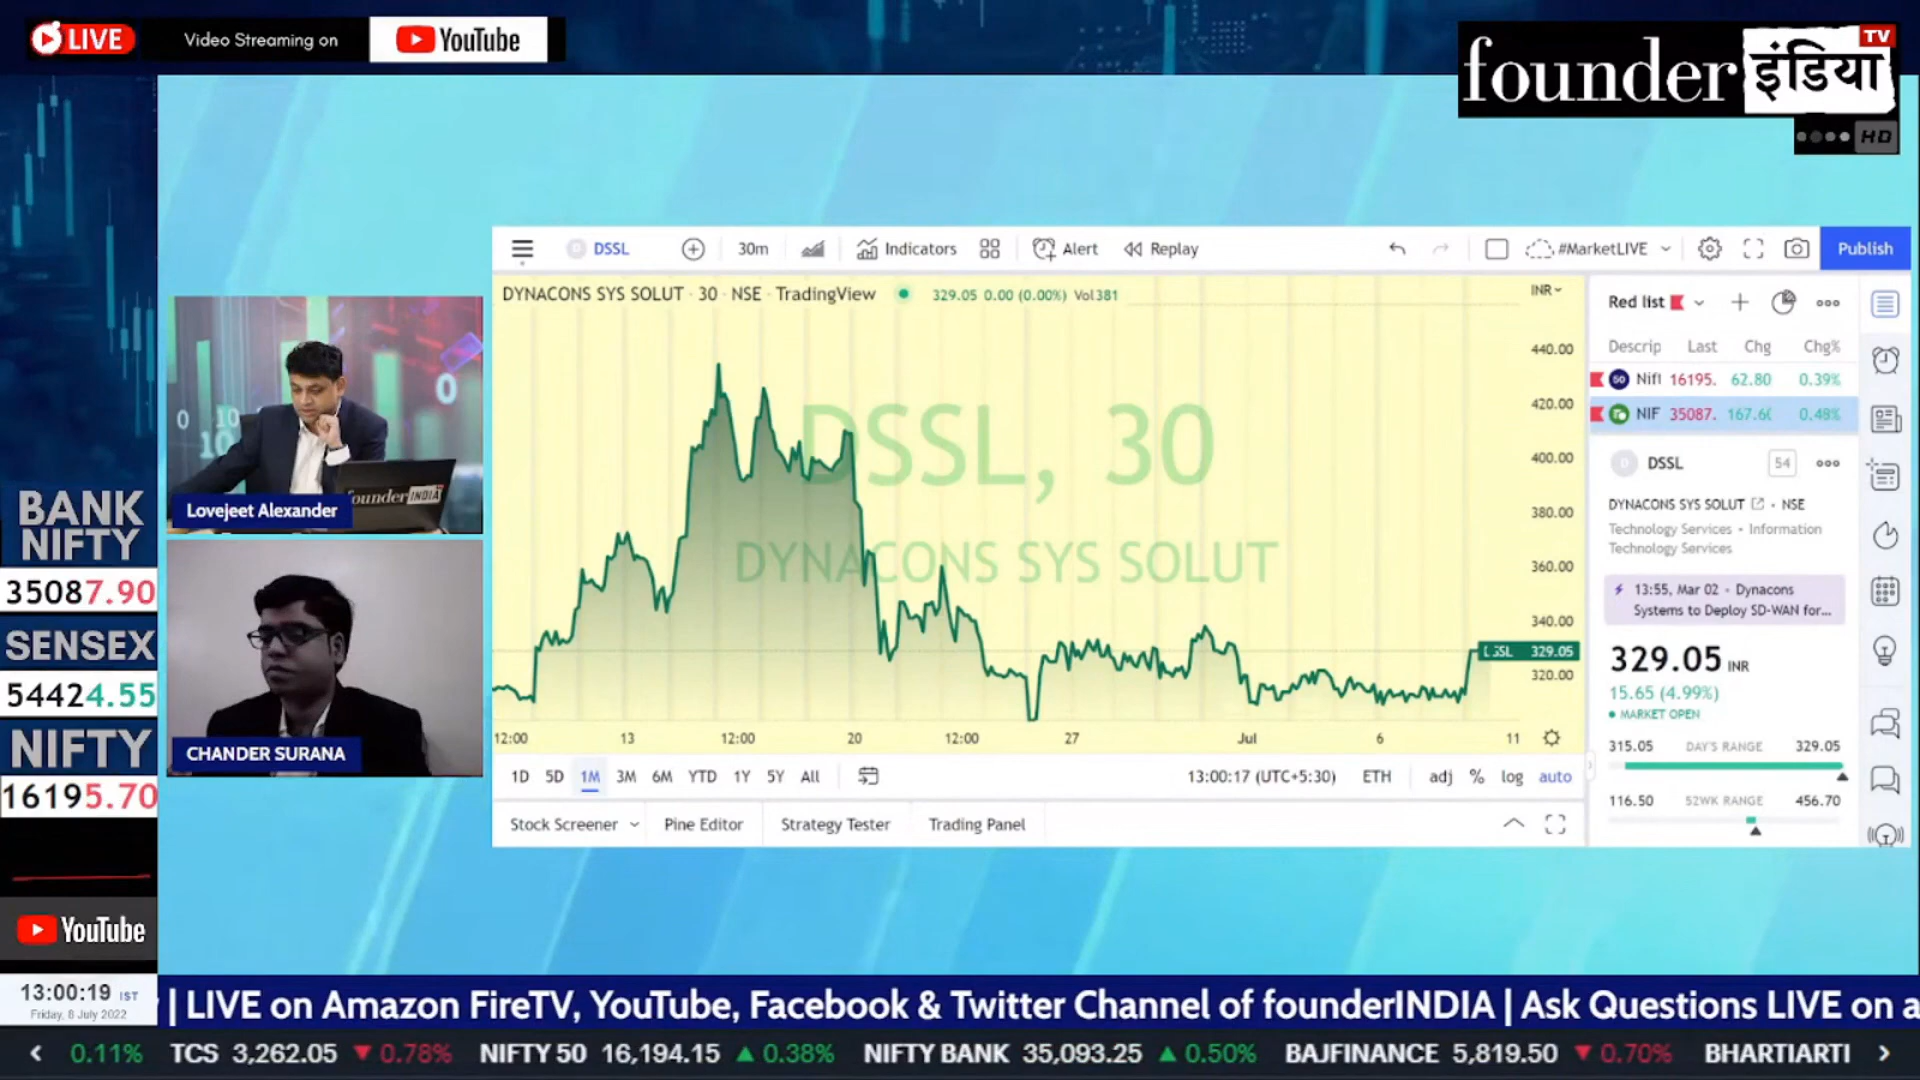 LIVE
Video Streaming on
YouTube
founder इंडिया TV
HD
DSSL
30m
Indicators
Alert
Replay
#MarketLIVE
Publish
DYNACONS SYS SOLUT · 30 · NSE · TradingView
329.05 0.00 (0.00%) Vol381
INR
DSSL, 30
DYNACONS SYS SOLUT
440.00
420.00
400.00
380.00
360.00
340.00
329.05
320.00
12:00 13 12:00 20 12:00 27 Jul 6 11
1D 5D 1M 3M 6M YTD 1Y 5Y All
13:00:17 (UTC+5:30) ETH adj % log auto
Stock Screener Pine Editor Strategy Tester Trading Panel
Red list
Descrip Last Chg Chg%
50 Nif 16195. 62.80 0.39%
NIF 35087. 167.60 0.48%
D DSSL 54
DYNACONS SYS SOLUT · NSE
Technology Services · Information
Technology Services
13:55, Mar 02 · Dynacons
Systems to Deploy SD-WAN for...
329.05 INR
15.65 (4.99%)
MARKET OPEN
315.05 DAY'S RANGE 329.05
116.50 52WK RANGE 456.70
0 10 10 0
founder INDIA
Lovejeet Alexander
CHANDER SURANA
BANK
NIFTY
35087.90
SENSEX
54424.55
NIFTY
16195.70
YouTube
13:00:19 IST
Friday, 8 July 2022
| LIVE on Amazon FireTV, YouTube, Facebook & Twitter Channel of founderINDIA | Ask Questions LIVE on a
0.11% TCS 3,262.05 ▼ 0.78% NIFTY 50 16,194.15 ▲ 0.38% NIFTY BANK 35,093.25 ▲ 0.50% BAJFINANCE 5,819.50 ▼ 0.70% BHARTIARTI